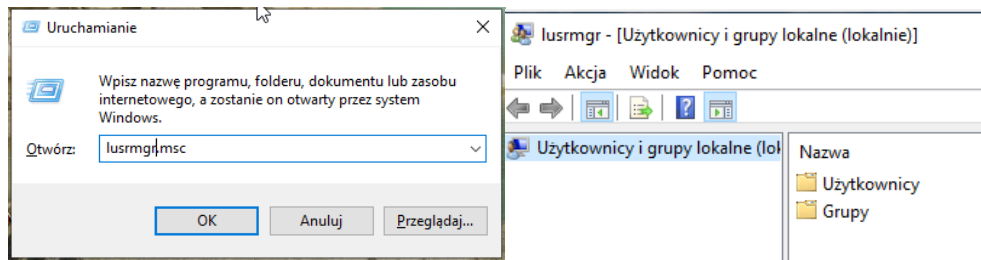 Uruchamianie
Wpisz nazwę programu, folderu, dokumentu lub zasobu
internetowego, a zostanie on otwarty przez system
Windows.
Otwórz:
lusrmgr.msc
OK
Anuluj
Przeglądaj...
lusrmgr - [Użytkownicy i grupy lokalne (lokalnie)]
Plik Akcja Widok Pomoc
Użytkownicy i grupy lokalne (lok
Nazwa
Użytkownicy
Grupy